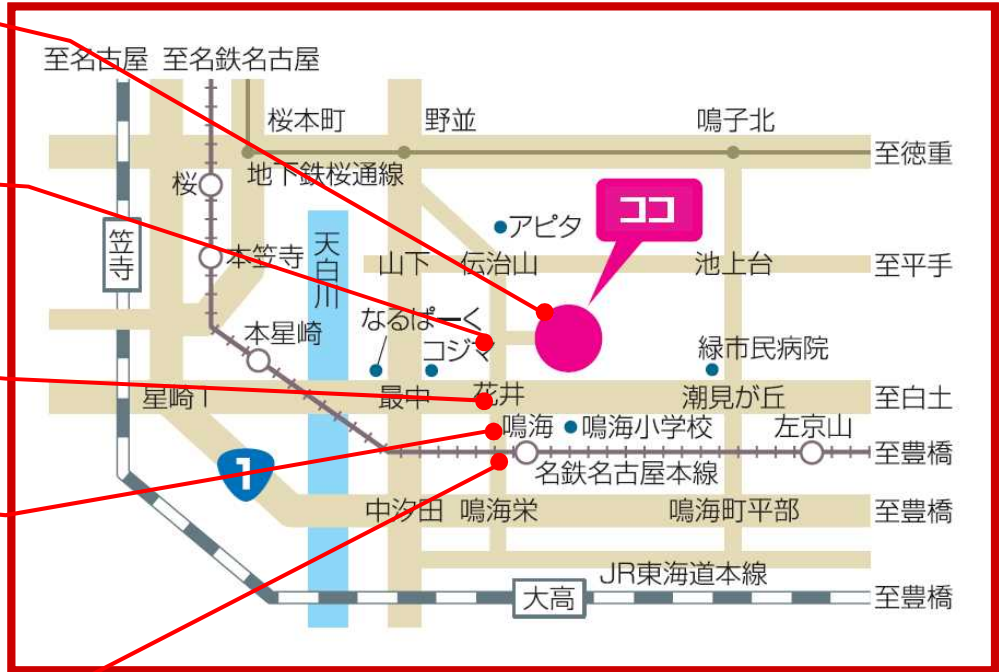 至名古屋 至名鉄名古屋
桜本町 野並 鳴子北
至徳重
地下鉄桜通線
桜
ココ
アピタ
笠寺
天白川
本笠寺 山下 伝治山 池上台 至平手
なるぱーく
本星崎
コジマ 緑市民病院
星崎1 最中 花井 潮見が丘 至白土
鳴海 鳴海小学校 左京山
至豊橋
名鉄名古屋本線
1
中汐田 鳴海栄 鳴海町平部 至豊橋
JR東海道本線
大高 至豊橋